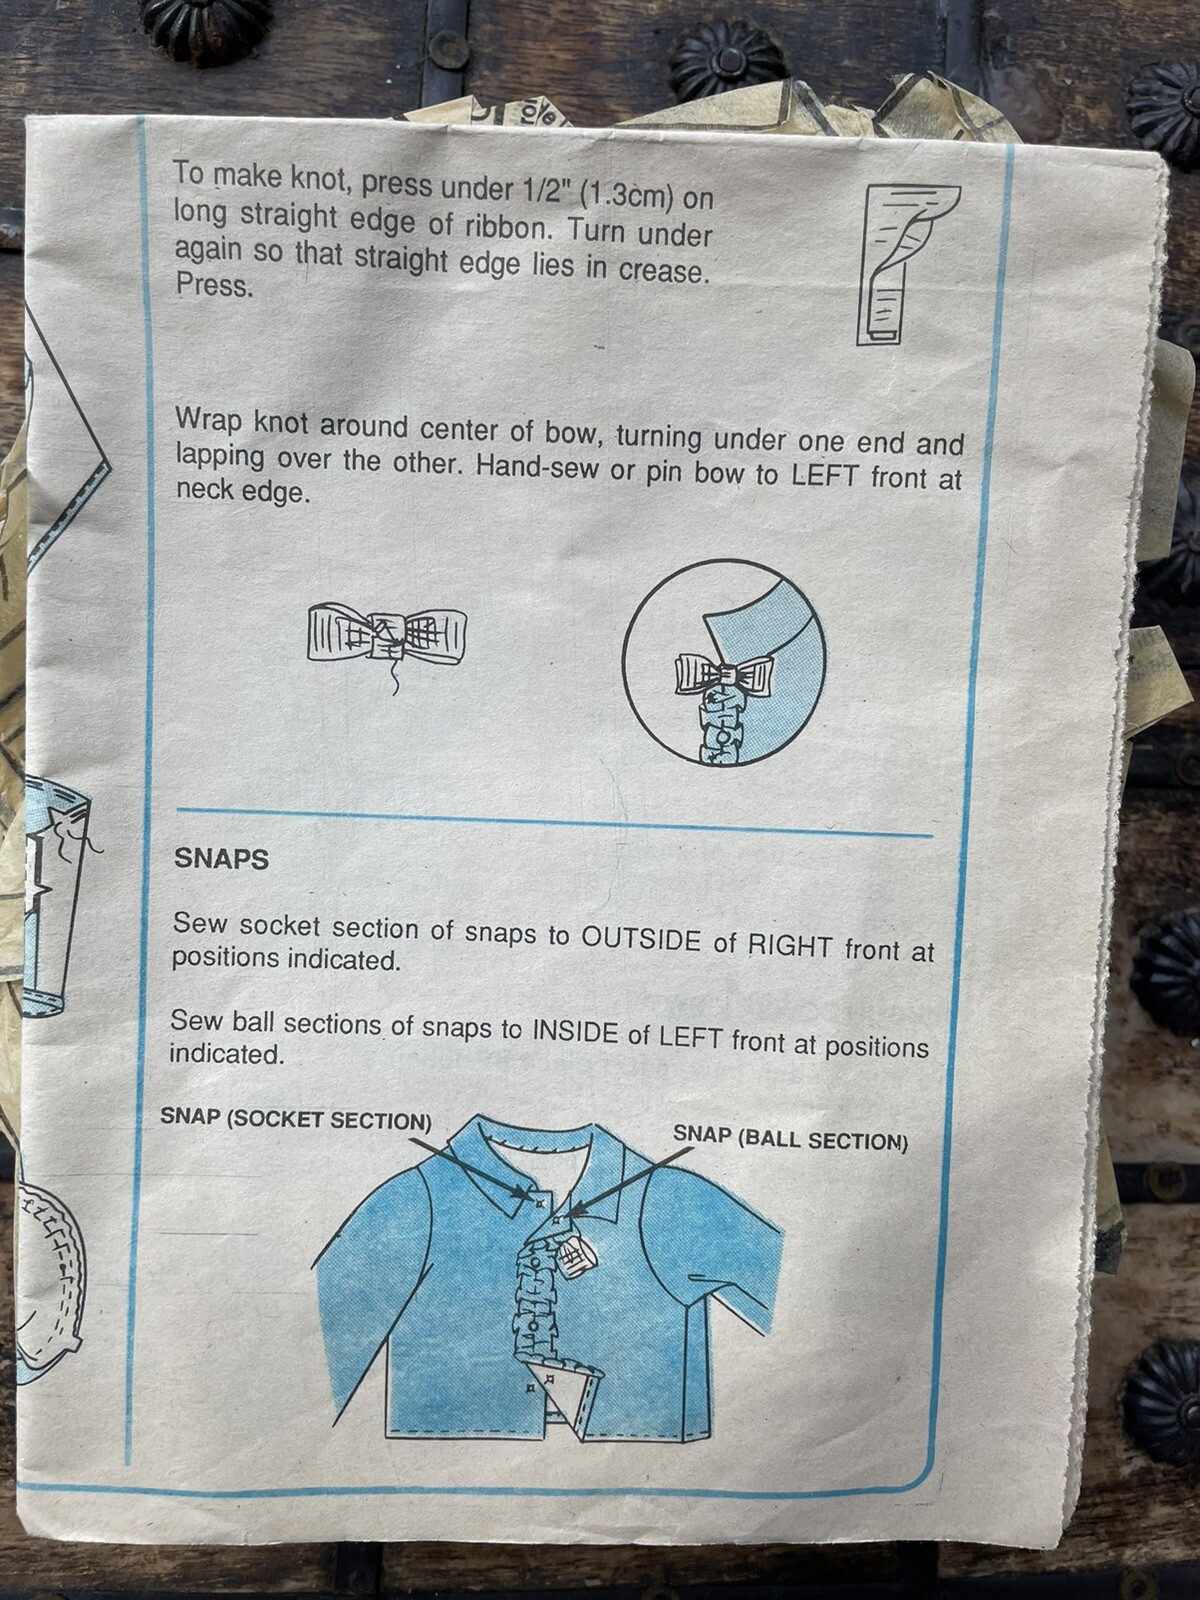 To make knot, press under 1/2" (1.3cm) on
long straight edge of ribbon. Turn under
again so that straight edge lies in crease.
Press.
Wrap knot around center of bow, turning under one end and
lapping over the other. Hand-sew or pin bow to LEFT front at
neck edge.
SNAPS
Sew socket section of snaps to OUTSIDE of RIGHT front at
positions indicated.
Sew ball sections of snaps to INSIDE of LEFT front at positions
indicated.
SNAP (SOCKET SECTION)
SNAP (BALL SECTION)